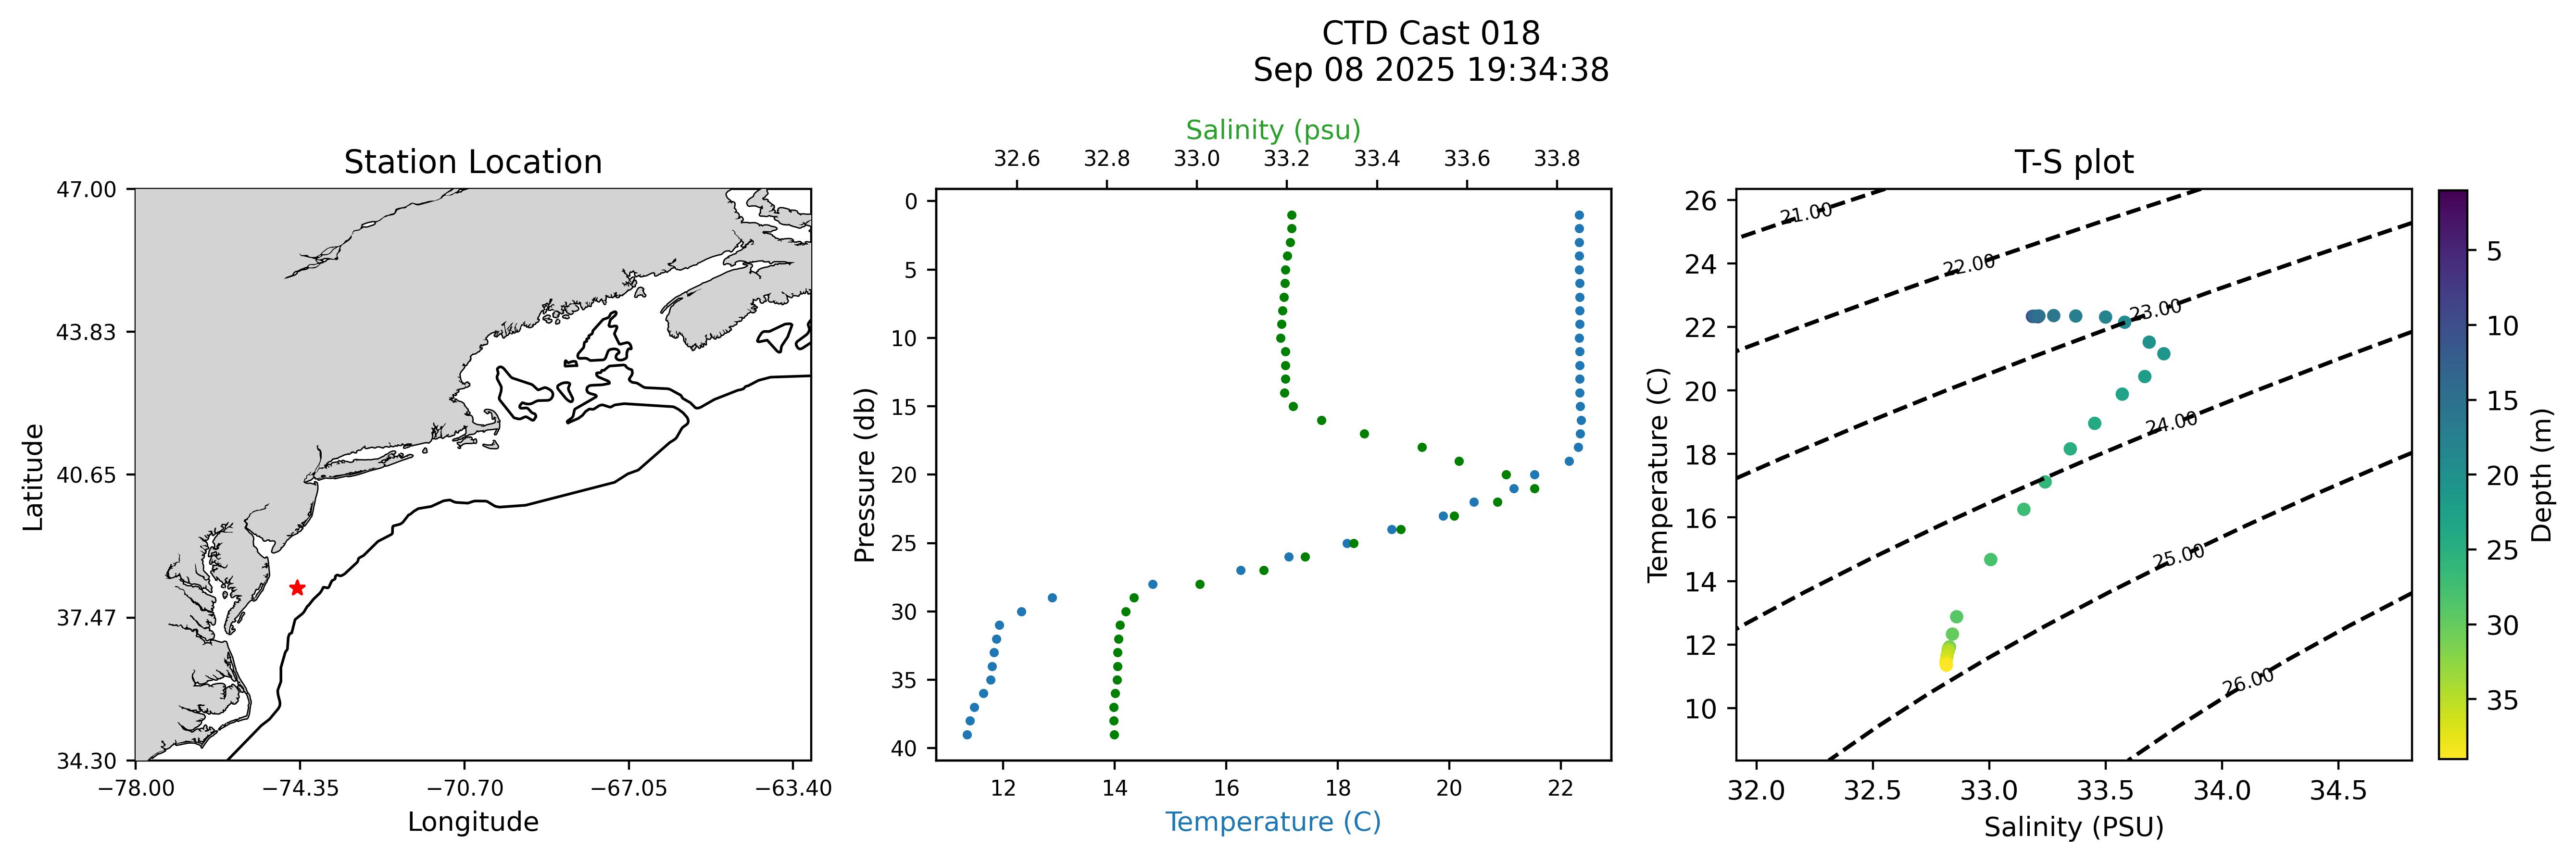 CTD Cast 018
Sep 08 2025 19:34:38
Station Location
47.00
43.83
40.65
37.47
34.30
Latitude
−78.00 −74.35 −70.70 −67.05 −63.40
Longitude
Salinity (psu)
32.6 32.8 33.0 33.2 33.4 33.6 33.8
0
5
10
15
20
25
30
35
40
Pressure (db)
12 14 16 18 20 22
Temperature (C)
T-S plot
26
24
22
20
18
16
14
12
10
Temperature (C)
21.00
22.00
23.00
24.00
25.00
26.00
32.0 32.5 33.0 33.5 34.0 34.5
Salinity (PSU)
5
10
15
20
25
30
35
Depth (m)